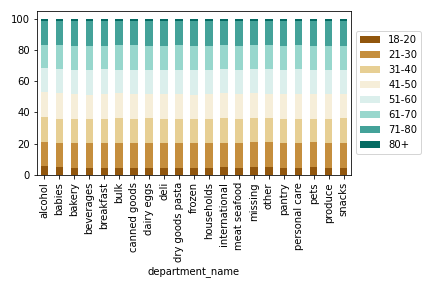 100
80
60
40
20
0
18-20
21-30
31-40
41-50
51-60
61-70
71-80
80+
alcohol
babies
bakery
beverages
breakfast
bulk
canned goods
dairy eggs
deli
dry goods pasta
frozen
households
international
meat seafood
missing
other
pantry
personal care
pets
produce
snacks
department_name